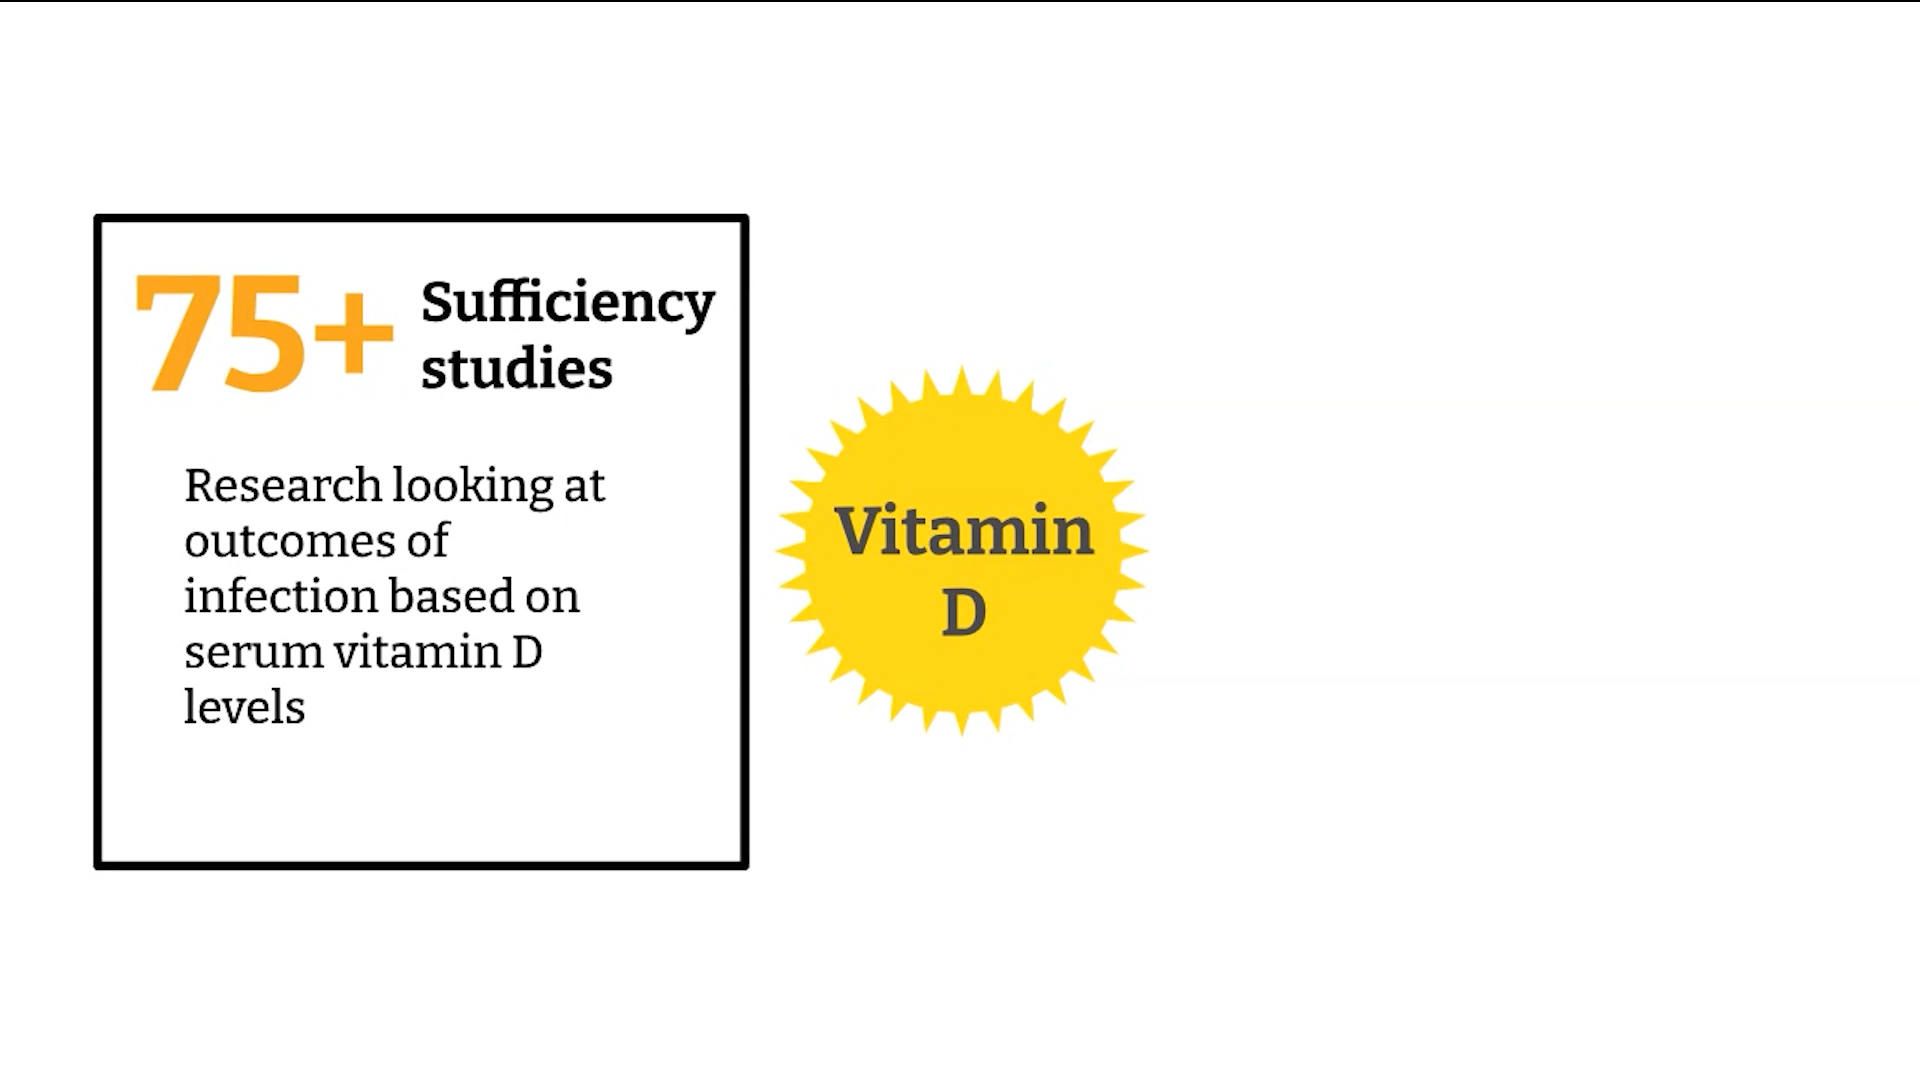 75+ Sufficiency
studies
Research looking at
outcomes of
infection based on
serum vitamin D
levels
Vitamin
D